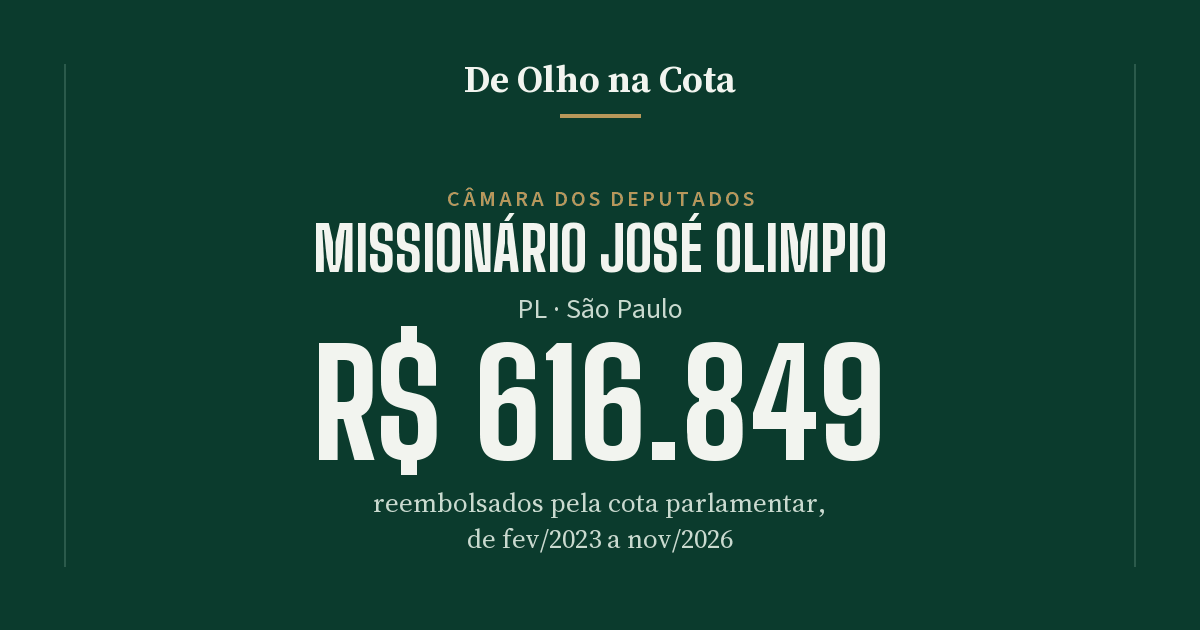 De Olho na Cota
CÂMARA DOS DEPUTADOS
MISSIONÁRIO JOSÉ OLIMPIO
PL · São Paulo
R$ 616.849
reembolsados pela cota parlamentar,
de fev/2023 a nov/2026